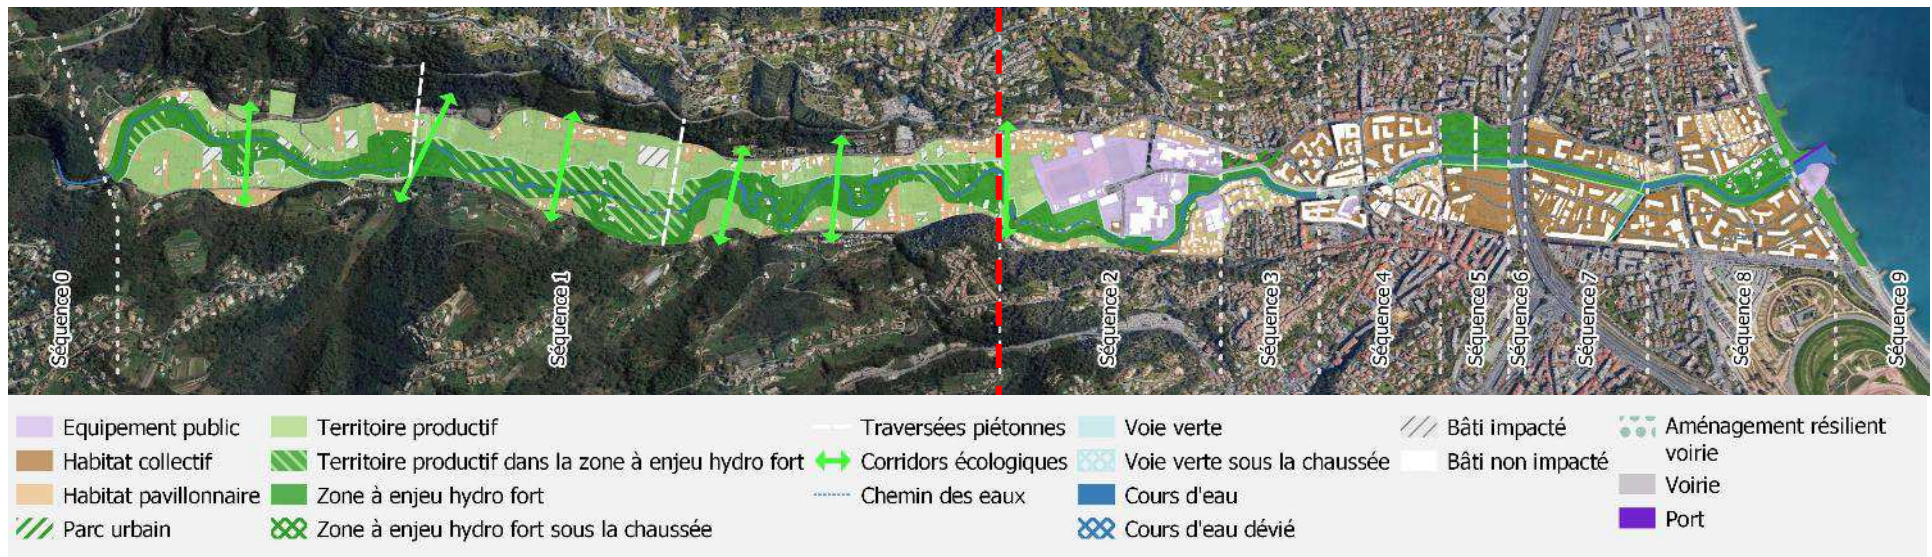 Séquence 0
Séquence 1
Séquence 2
Séquence 3
Séquence 4
Séquence 5
Séquence 6
Séquence 7
Séquence 8
Séquence 9
Equipement public
Habitat collectif
Habitat pavillonnaire
Parc urbain
Territoire productif
Territoire productif dans la zone à enjeu hydro fort
Zone à enjeu hydro fort
Zone à enjeu hydro fort sous la chaussée
Traversées piétonnes
Corridors écologiques
Chemin des eaux
Voie verte
Voie verte sous la chaussée
Cours d'eau
Cours d'eau dévié
Bâti impacté
Bâti non impacté
Aménagement résilient
voirie
Voirie
Port